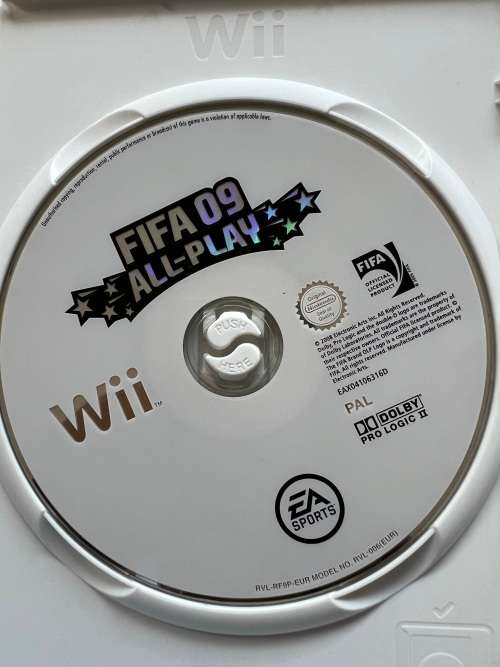 Wii
Unauthorised copying, reproduction, rental, public performance or broadcast of this game is a violation of applicable laws.
FIFA 09
ALL-PLAY
FIFA
OFFICIAL
LICENSED
PRODUCT
Original
Nintendo
Seal of
Quality
PUSH
HERE
© 2008 Electronic Arts Inc. All Rights Reserved.
Dolby, Pro Logic and the double-D logo are trademarks
of Dolby Laboratories. All other trademarks are the property of
their respective owners. Official FIFA licensed product. ©
The FIFA Brand OLP Logo is a copyright and trademark of
FIFA. All rights reserved. Manufactured under license by
Electronic Arts.
EAX04106316D
Wii™
PAL
DOLBY
PRO LOGIC II
EA
SPORTS
RVL-RF9P-EUR MODEL NO. RVL-006(EUR)